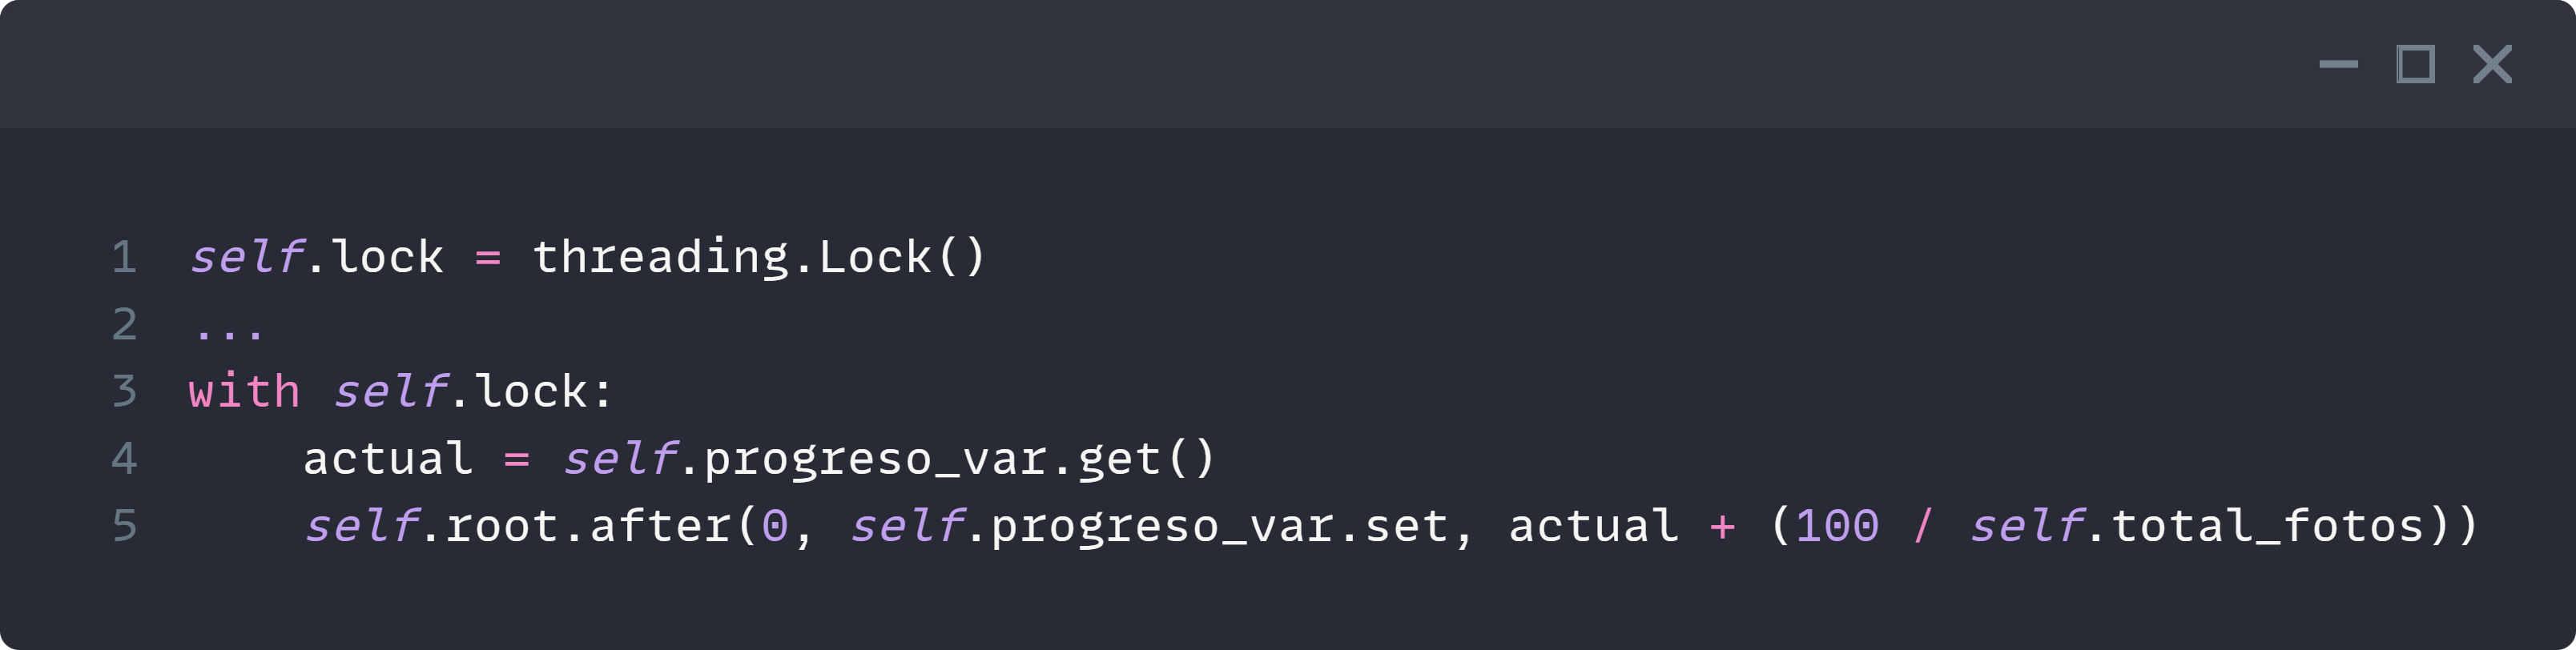 1 self.lock = threading.Lock()
2 ...
3 with self.lock:
4     actual = self.progreso_var.get()
5     self.root.after(0, self.progreso_var.set, actual + (100 / self.total_fotos))